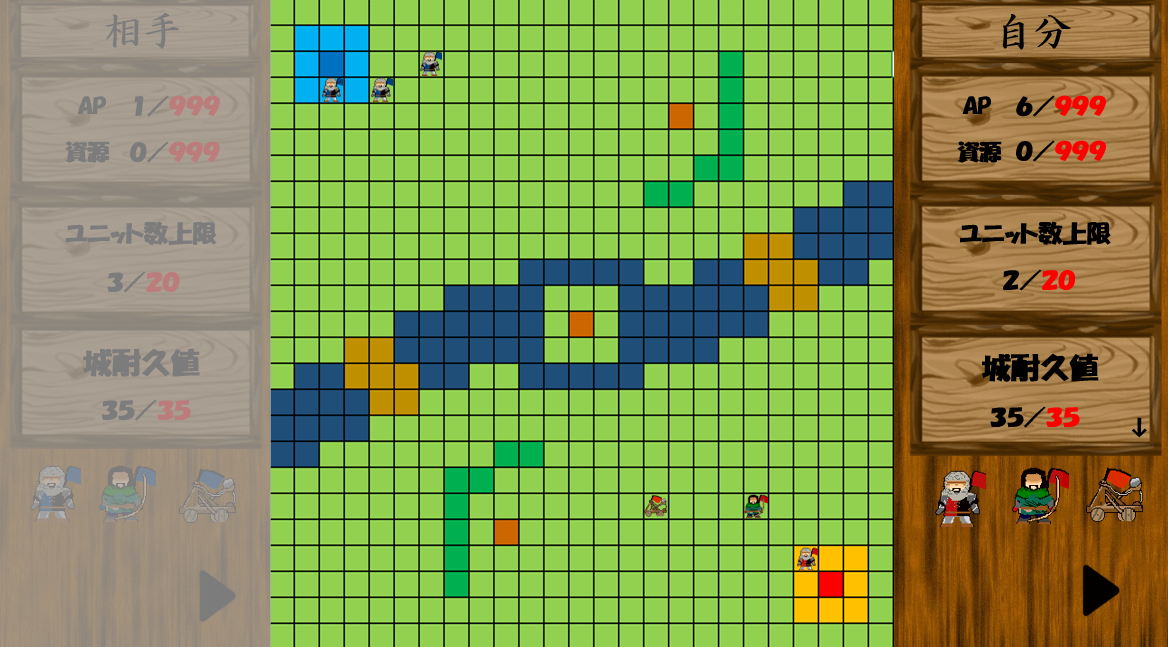 相手
AP 1/999
資源 0/999
ユニット数上限
3/20
城耐久値
35/35
自分
AP 6/999
資源 0/999
ユニット数上限
2/20
城耐久値
35/35
↓